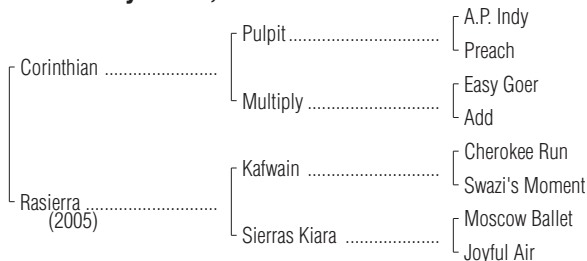 A.P. Indy
Pulpit
Preach
Corinthian
Easy Goer
Multiply
Add
Cherokee Run
Kafwain
Swazi's Moment
Rasierra
(2005)
Moscow Ballet
Sierras Kiara
Joyful Air